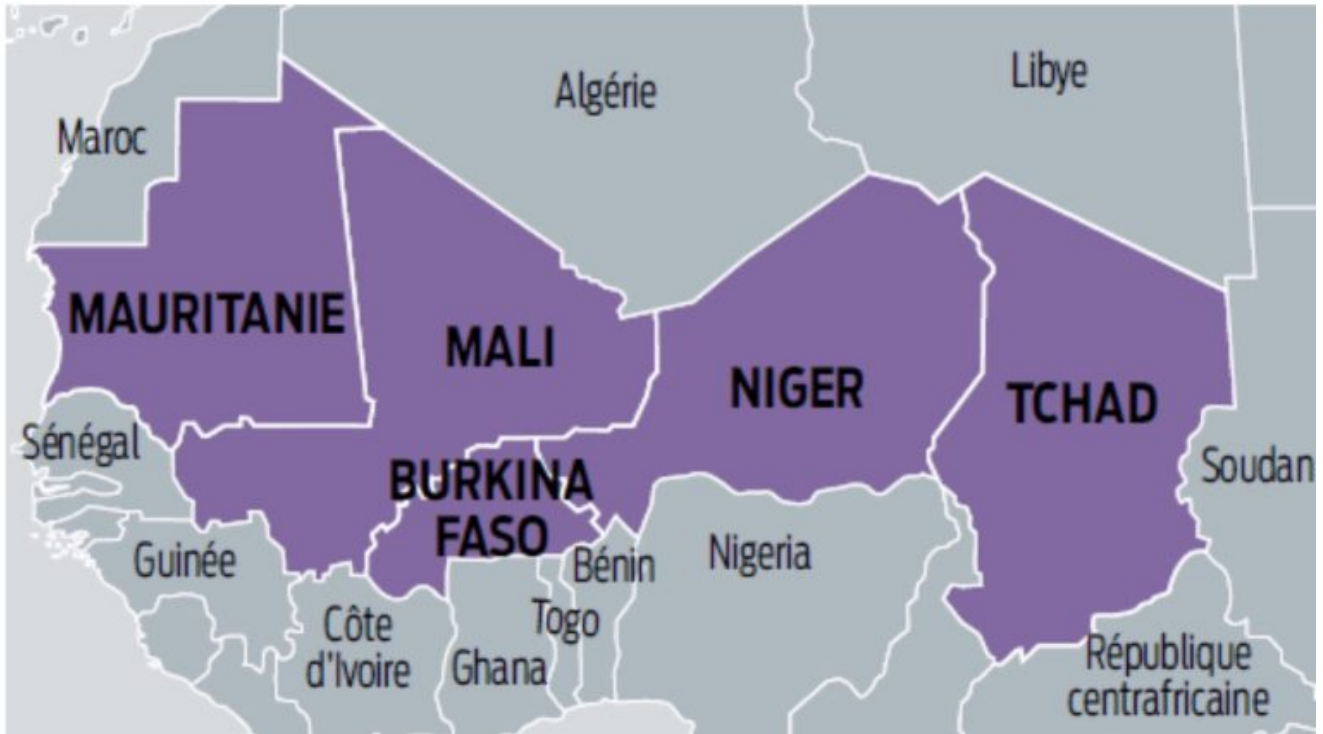 Algérie
Libye
Maroc
MAURITANIE
MALI
NIGER
TCHAD
Sénégal
Soudan
BURKINA
FASO
Guinée
Bénin
Nigeria
Togo
Côte
d'Ivoire
Ghana
République
centrafricaine